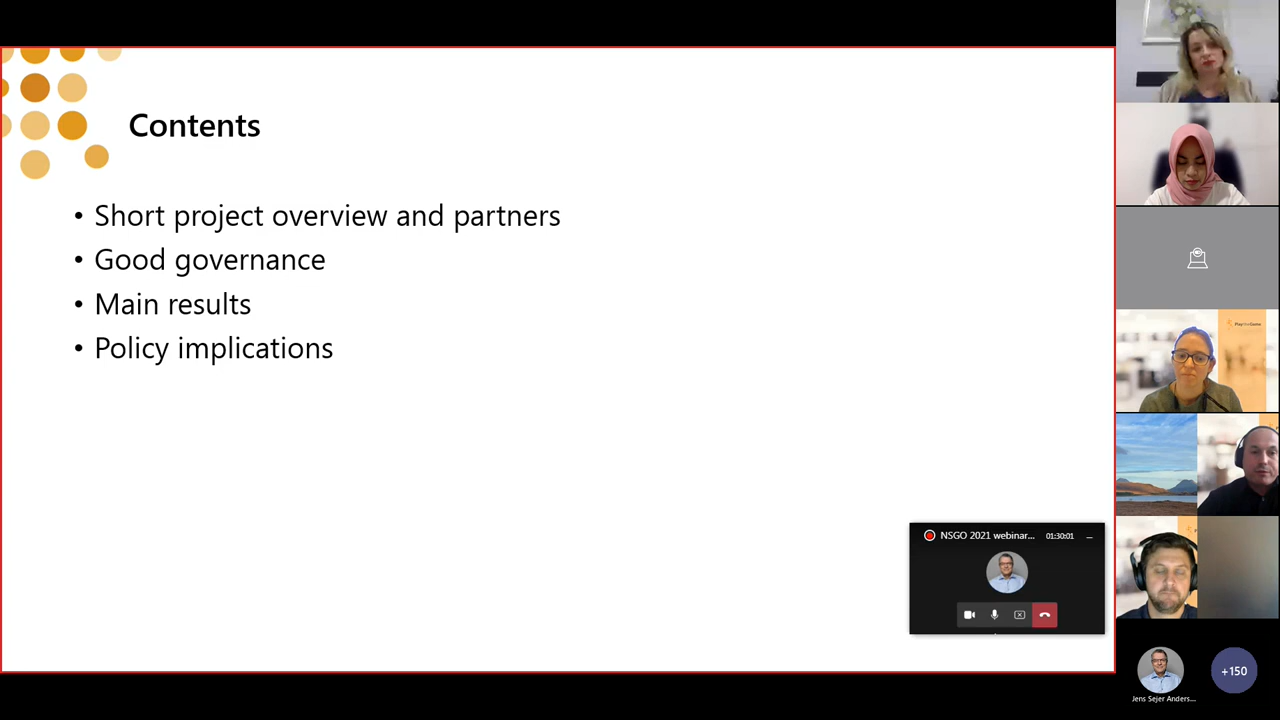 Contents
• Short project overview and partners
• Good governance
• Main results
• Policy implications
NSGO 2021 webinar... 01:30:01
PlaytheGame
Jens Sejer Anders...
+150